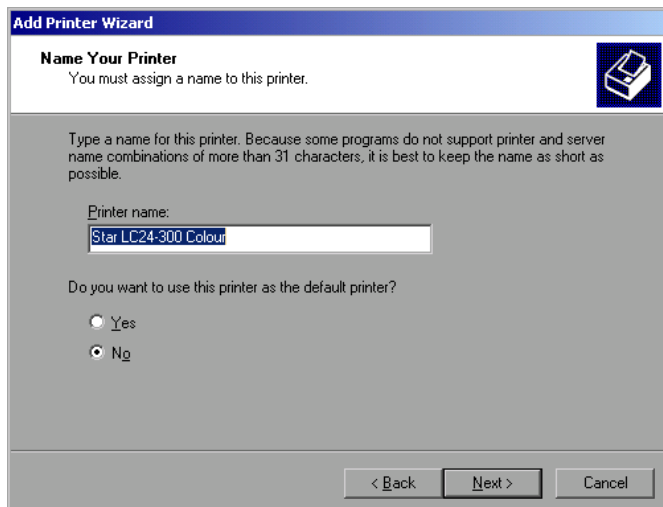 Add Printer Wizard
Name Your Printer
You must assign a name to this printer.
Type a name for this printer. Because some programs do not support printer and server
name combinations of more than 31 characters, it is best to keep the name as short as
possible.
Printer name:
Star LC24-300 Colour
Do you want to use this printer as the default printer?
Yes
No
< Back
Next >
Cancel